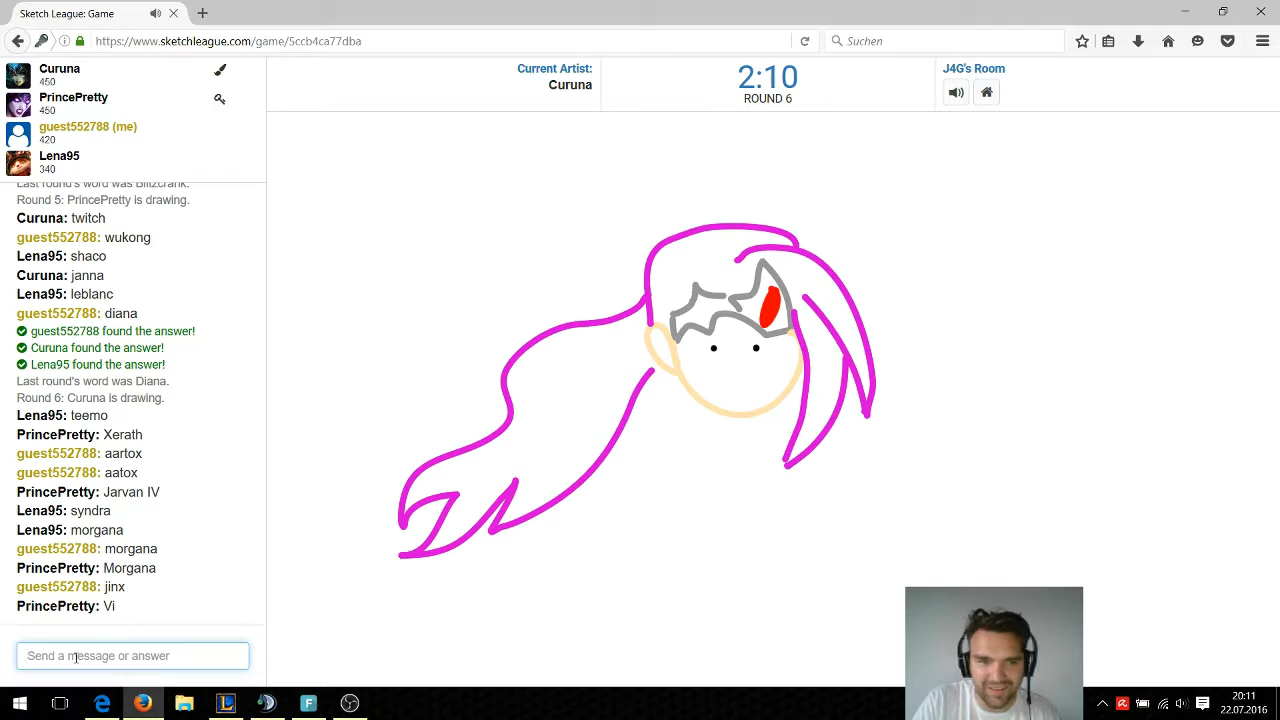 Sketch League: Game
https://www.sketchleague.com/game/5ccb4ca77dba
Suchen
Curuna
450
PrincePretty
450
guest552788 (me)
420
Lena95
340
Current Artist:
Curuna
2:10
ROUND 6
J4G's Room
Last round's word was Blitzcrank.
Round 5: PrincePretty is drawing.
Curuna: twitch
guest552788: wukong
Lena95: shaco
Curuna: janna
Lena95: leblanc
guest552788: diana
guest552788 found the answer!
Curuna found the answer!
Lena95 found the answer!
Last round's word was Diana.
Round 6: Curuna is drawing.
Lena95: teemo
PrincePretty: Xerath
guest552788: aartox
guest552788: aatox
PrincePretty: Jarvan IV
Lena95: syndra
Lena95: morgana
guest552788: morgana
PrincePretty: Morgana
guest552788: jinx
PrincePretty: Vi
Send a message or answer
20:11
22.07.2016